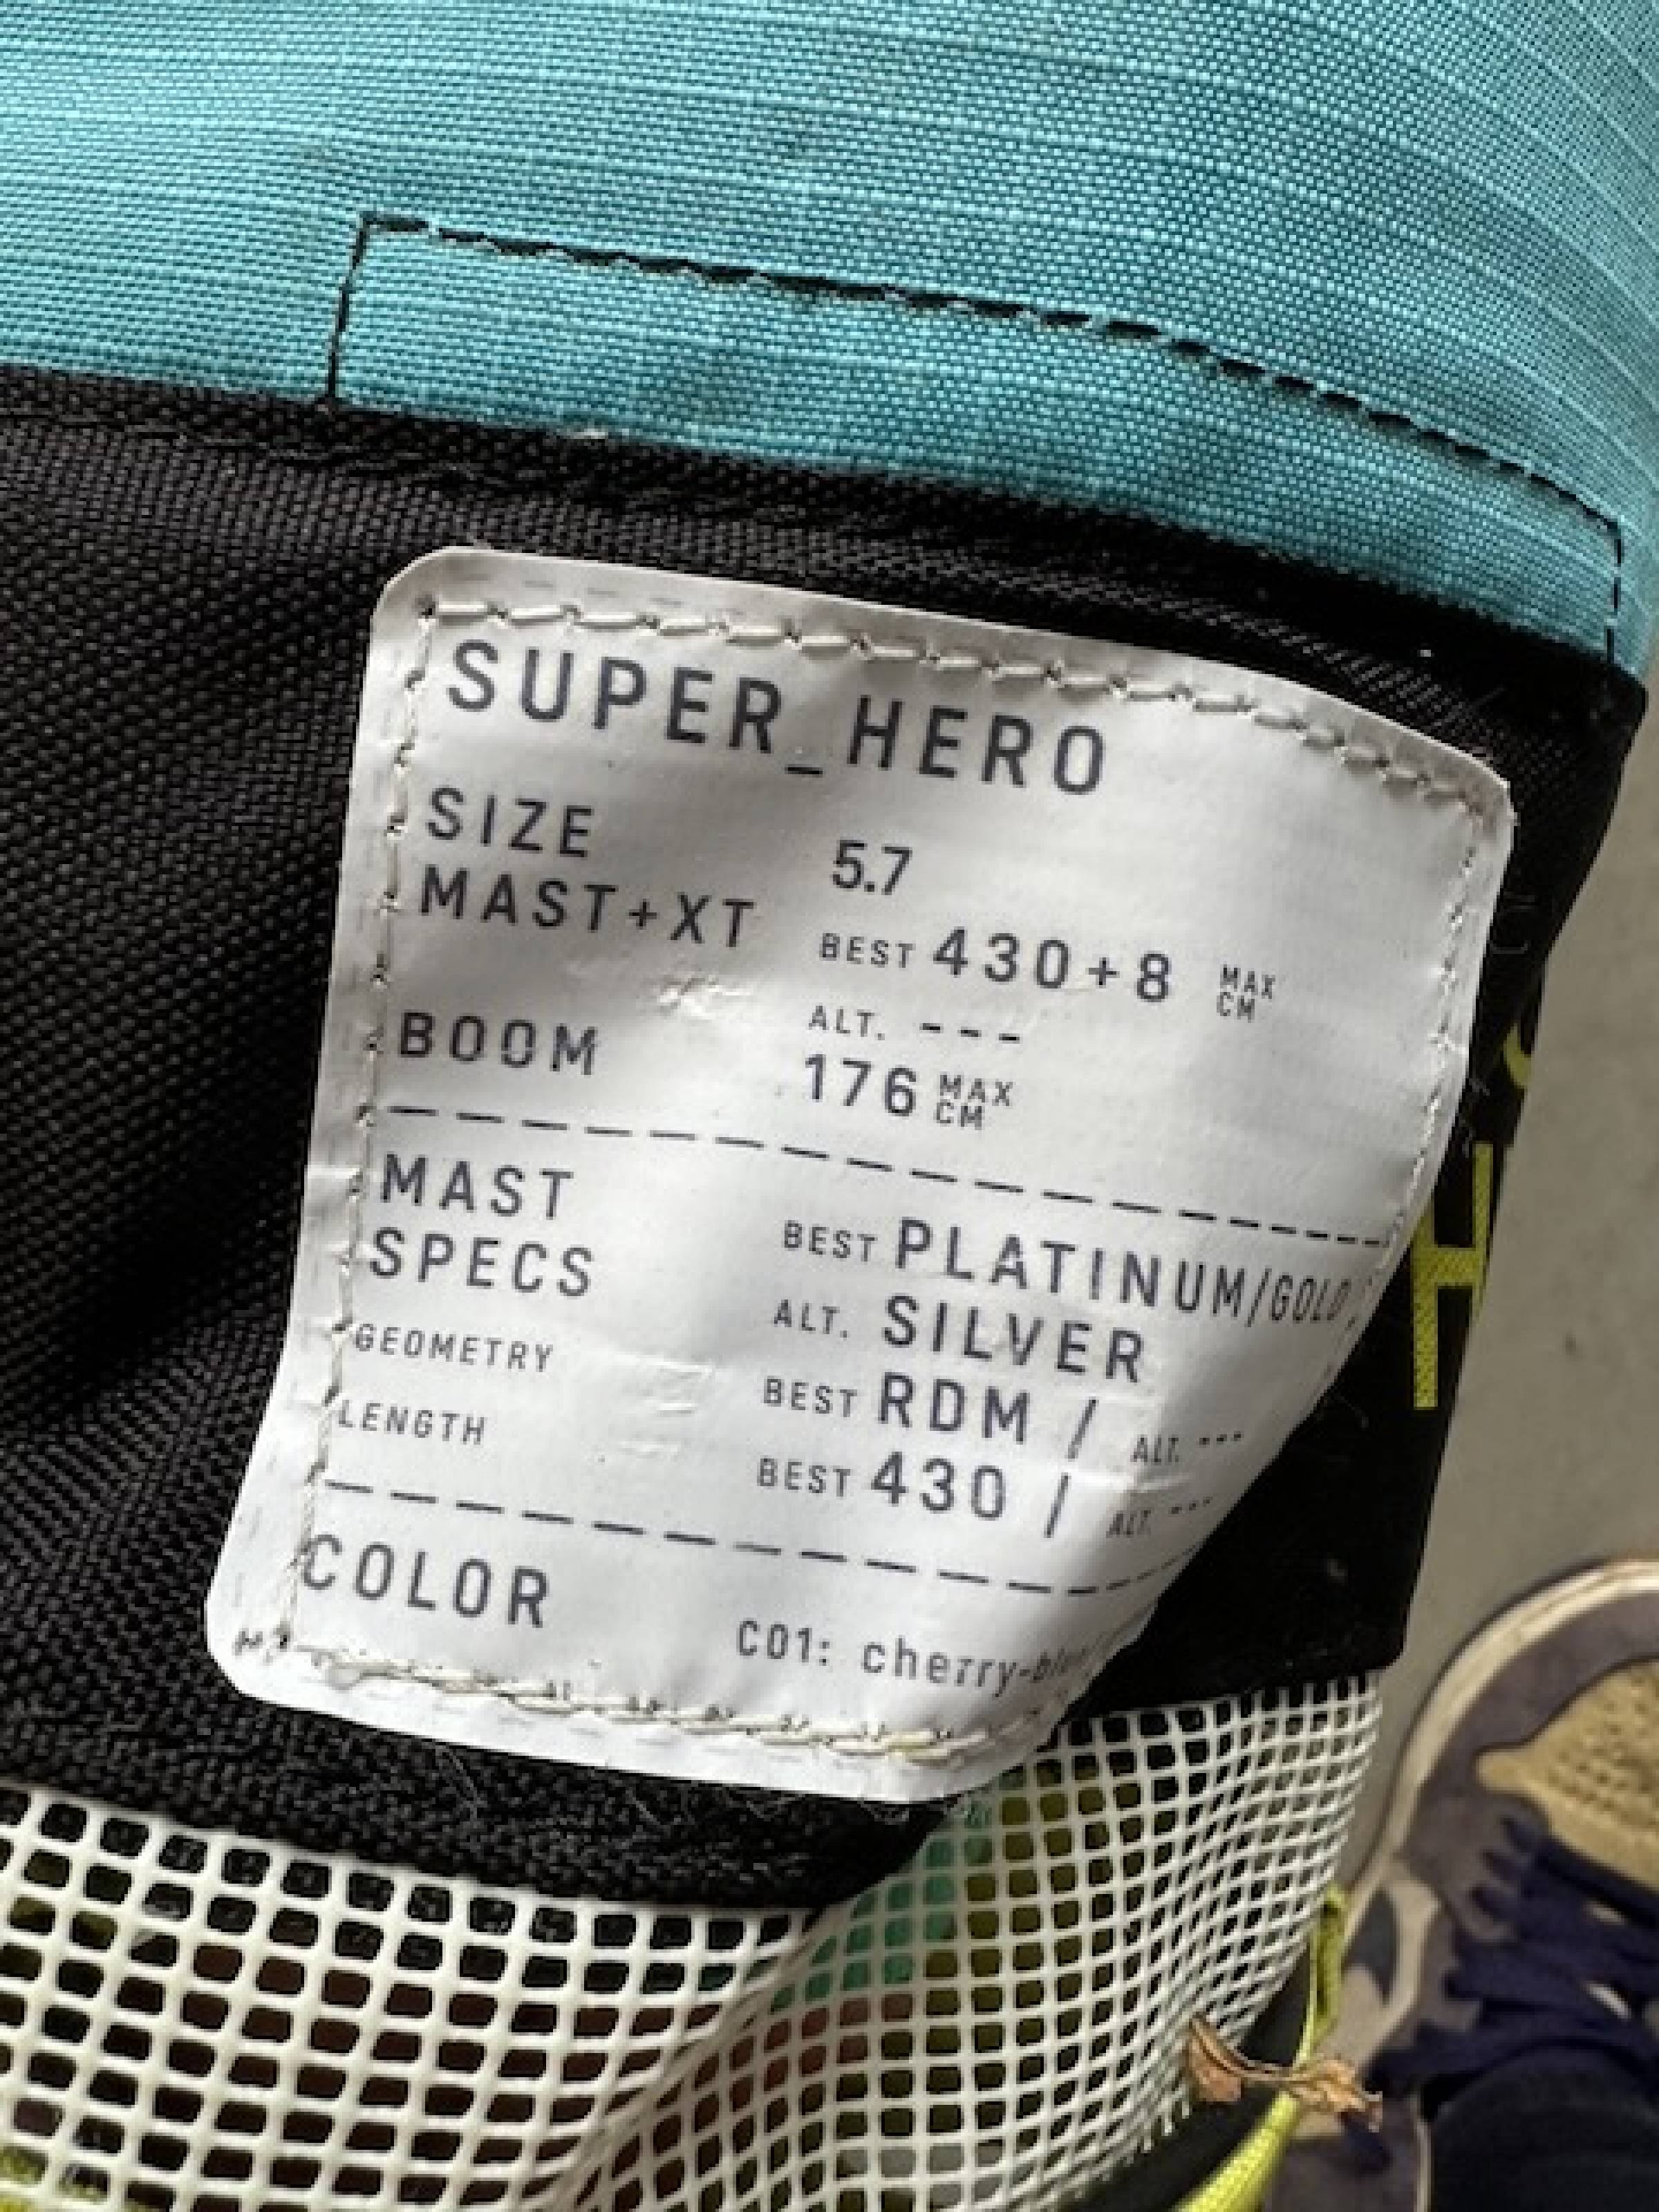 SUPER_HERO
SIZE 5.7
MAST+XT BEST 430+8 MAX CM
ALT. ---
BOOM 176 MAX CM
MAST SPECS BEST PLATINUM/GOLD
ALT. SILVER
GEOMETRY BEST RDM / ALT. ---
LENGTH BEST 430 / ALT. ---
COLOR C01: cherry-blue
H